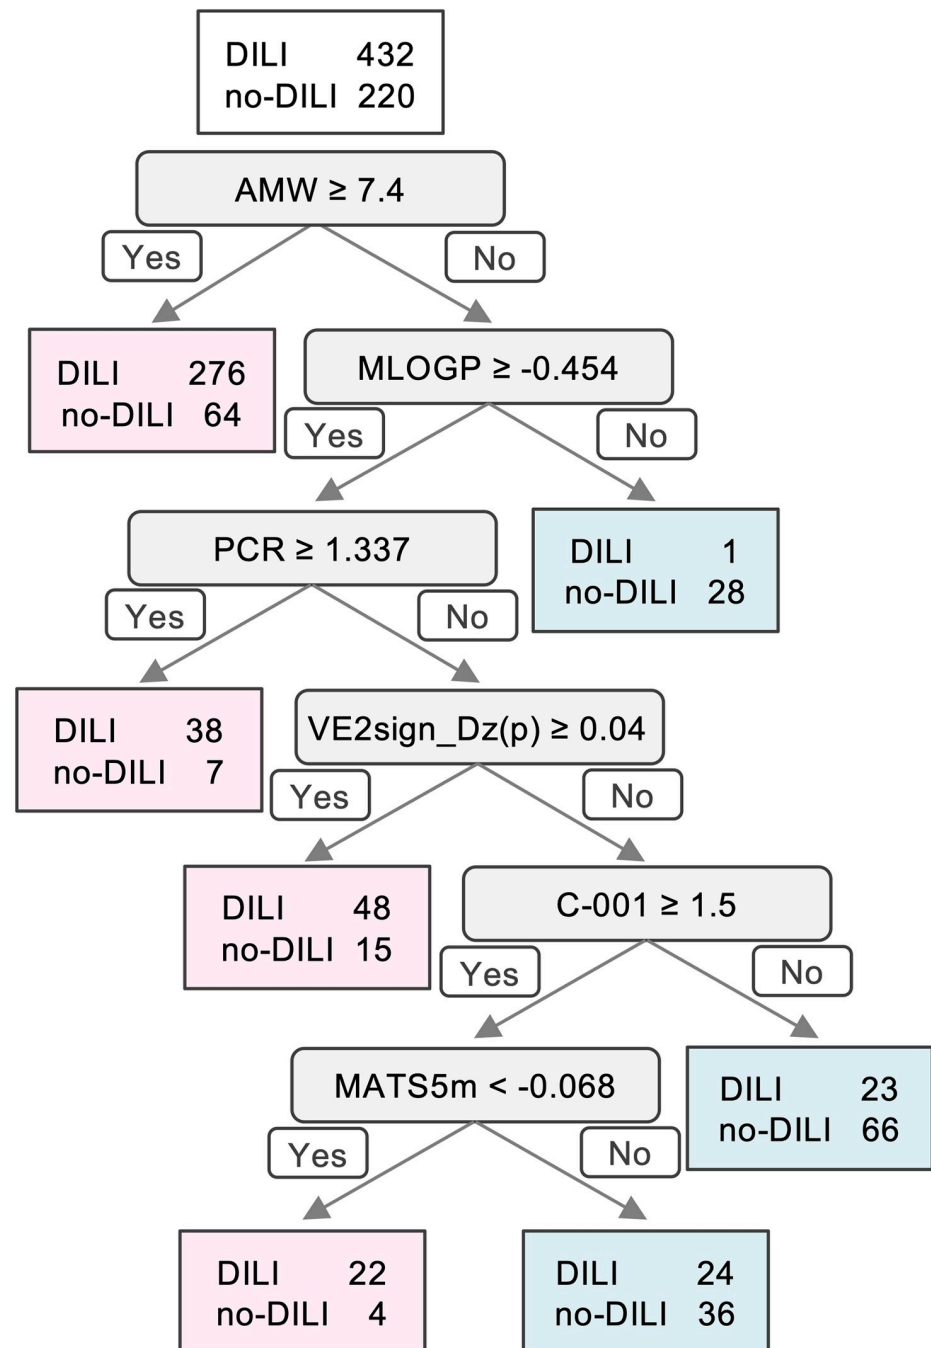 DILI 432
no-DILI 220
AMW ≥ 7.4
Yes
No
DILI 276
no-DILI 64
MLOGP ≥ -0.454
Yes
No
PCR ≥ 1.337
DILI 1
no-DILI 28
Yes
No
DILI 38
no-DILI 7
VE2sign_Dz(p) ≥ 0.04
Yes
No
DILI 48
no-DILI 15
C-001 ≥ 1.5
Yes
No
MATS5m < -0.068
DILI 23
no-DILI 66
Yes
No
DILI 22
no-DILI 4
DILI 24
no-DILI 36